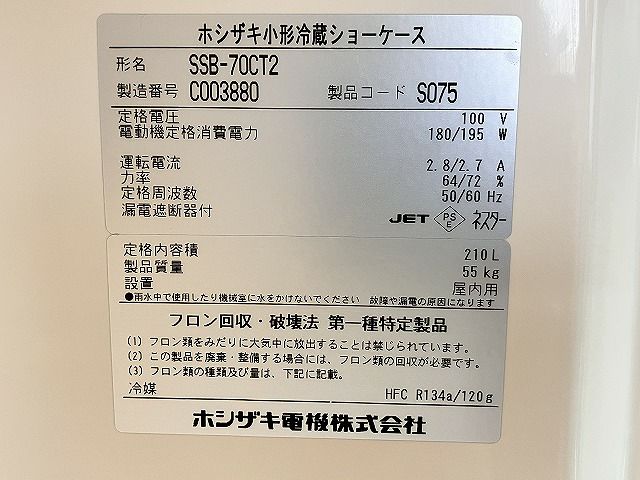 ホシザキ小形冷蔵ショーケース
形名 SSB-70CT2
製造番号 C003880 製品コード S075
定格電圧 100 V
電動機定格消費電力 180/195 W
運転電流 2.8/2.7 A
力率 64/72 %
定格周波数 50/60 Hz
漏電遮断器付 JET PSE ネスター
定格内容積 210 L
製品質量 55 kg
設置 屋内用
●雨水中で使用したり機械室に水をかけないでください 故障や漏電の原因になります
フロン回収・破壊法 第一種特定製品
(1) フロン類をみだりに大気中に放出することは禁じられています。
(2) この製品を廃棄・整備する場合には、フロン類の回収が必要です。
(3) フロン類の種類及び量は、下記に記載。
冷媒 HFC R134a/120g
ホシザキ電機株式会社